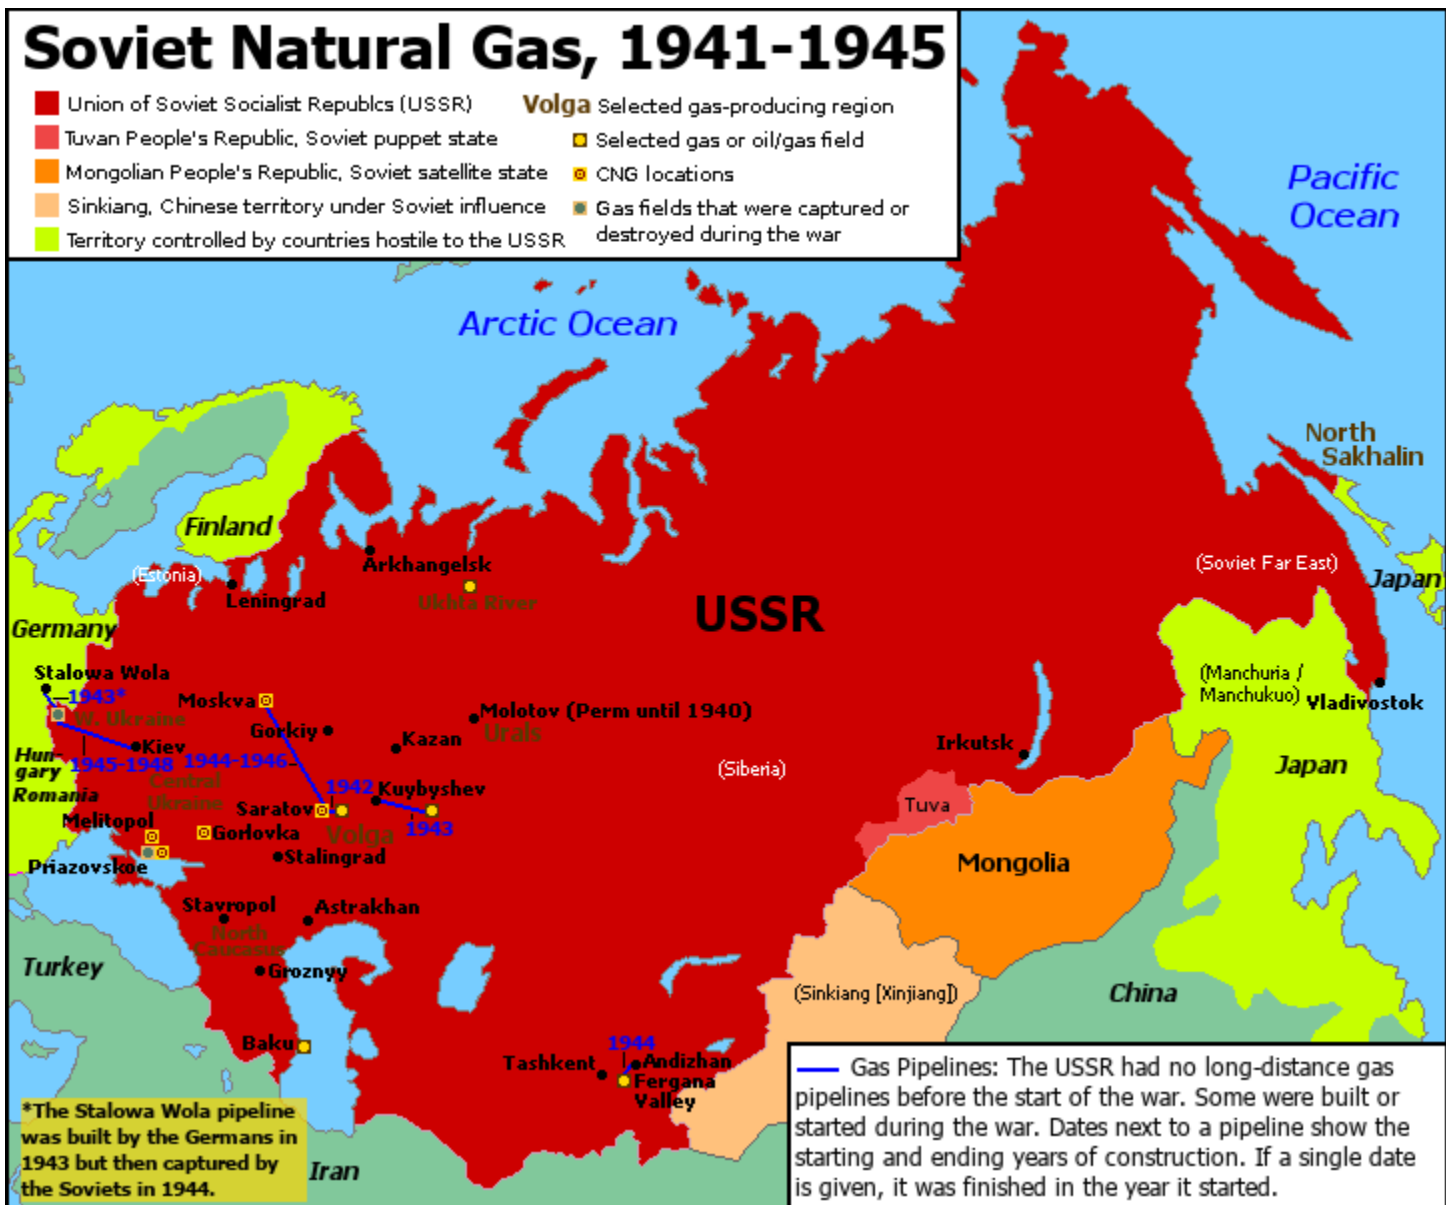 Soviet Natural Gas, 1941-1945
Union of Soviet Socialist Republcs (USSR)
Tuvan People's Republic, Soviet puppet state
Mongolian People's Republic, Soviet satellite state
Sinkiang, Chinese territory under Soviet influence
Territory controlled by countries hostile to the USSR
Volga Selected gas-producing region
Selected gas or oil/gas field
CNG locations
Gas fields that were captured or
destroyed during the war
Pacific
Ocean
Arctic Ocean
North
Sakhalin
Finland
(Estonia)
Leningrad
Arkhangelsk
Ukhta River
USSR
(Soviet Far East)
Japan
Germany
Stalowa Wola
1943*
W. Ukraine
Moskva
Gorkiy
Molotov (Perm until 1940)
Urals
Kazan
Kiev
1945-1948
1944-1946
Hun-
gary
Romania
Central
Ukraine
1942
Kuybyshev
1943
Saratov
Volga
Melitopol
Gorlovka
Priazovskoe
Stalingrad
(Siberia)
Irkutsk
Tuva
Mongolia
(Manchuria /
Manchukuo)
Vladivostok
Japan
Stavropol
North
Caucasus
Astrakhan
Groznyy
Turkey
Baku
(Sinkiang [Xinjiang])
China
1944
Tashkent
Andizhan
Fergana
Valley
Iran
*The Stalowa Wola pipeline
was built by the Germans in
1943 but then captured by
the Soviets in 1944.
Gas Pipelines: The USSR had no long-distance gas
pipelines before the start of the war. Some were built or
started during the war. Dates next to a pipeline show the
starting and ending years of construction. If a single date
is given, it was finished in the year it started.